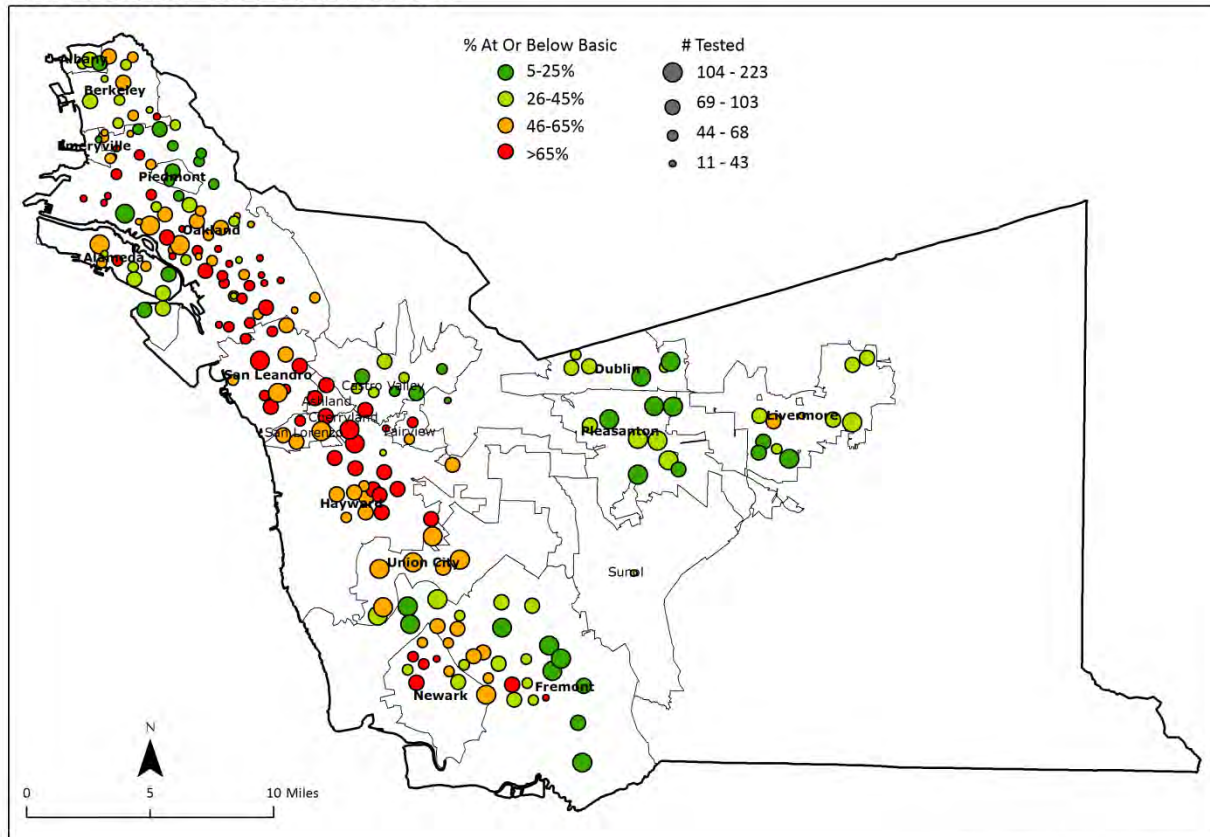 % At Or Below Basic
5-25%
26-45%
46-65%
>65%
# Tested
104 - 223
69 - 103
44 - 68
11 - 43
Albany
Berkeley
Emeryville
Piedmont
Oakland
Alameda
San Leandro
Castro Valley
Ashland
Cherryland
San Lorenzo
Fairview
Dublin
Livermore
Pleasanton
Hayward
Union City
Sunol
Newark
Fremont
N
0 5 10 Miles